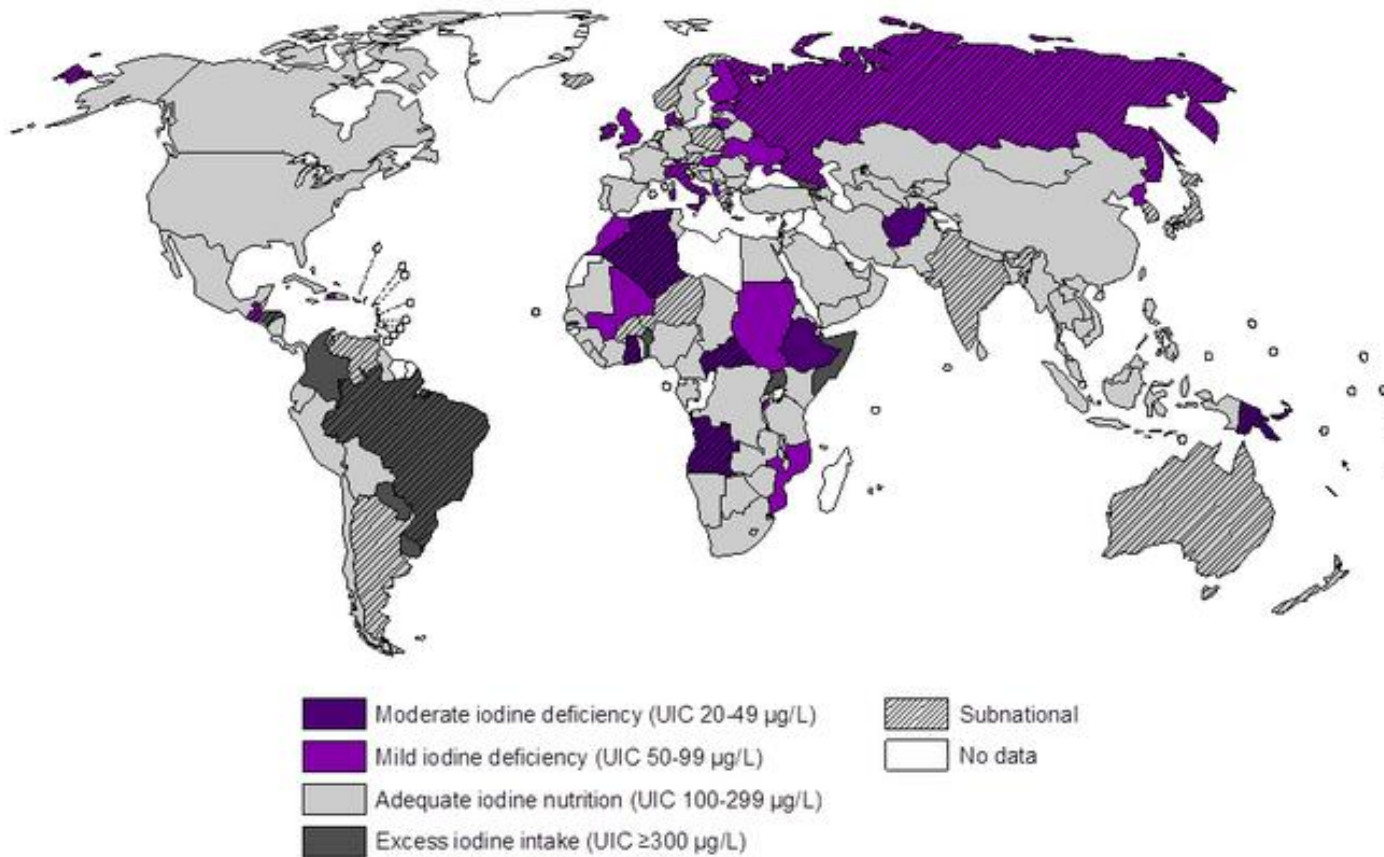 Moderate iodine deficiency (UIC 20-49 µg/L)
Mild iodine deficiency (UIC 50-99 µg/L)
Adequate iodine nutrition (UIC 100-299 µg/L)
Excess iodine intake (UIC ≥300 µg/L)
Subnational
No data